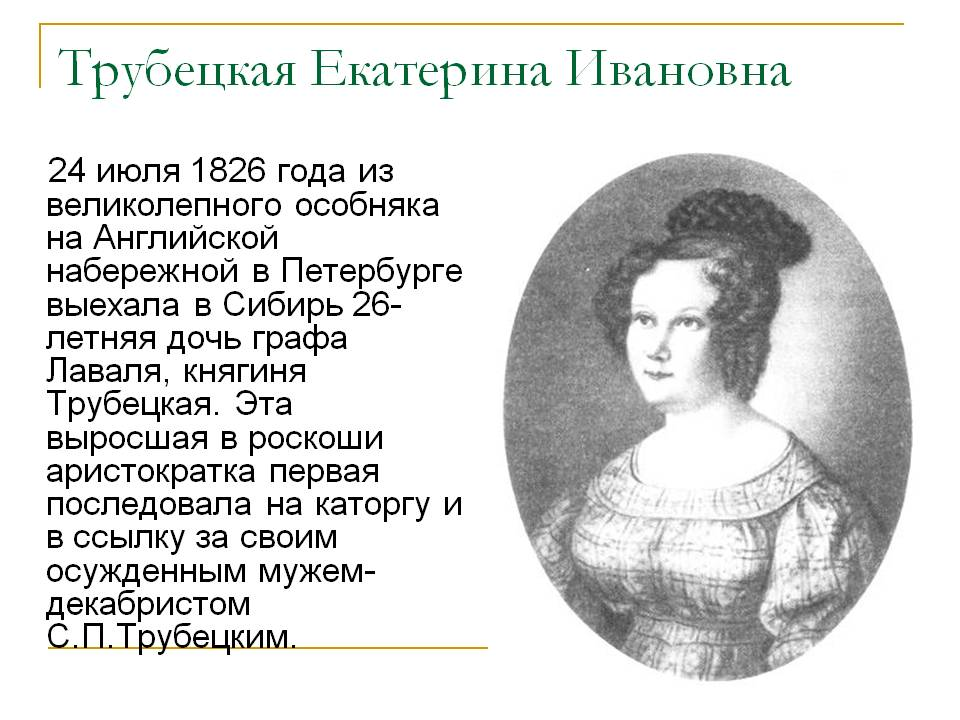 Трубецкая Екатерина Ивановна
24 июля 1826 года из
великолепного особняка
на Английской
набережной в Петербурге
выехала в Сибирь 26-
летняя дочь графа
Лаваля, княгиня
Трубецкая. Эта
выросшая в роскоши
аристократка первая
последовала на каторгу и
в ссылку за своим
осужденным мужем-
декабристом
С.П.Трубецким.